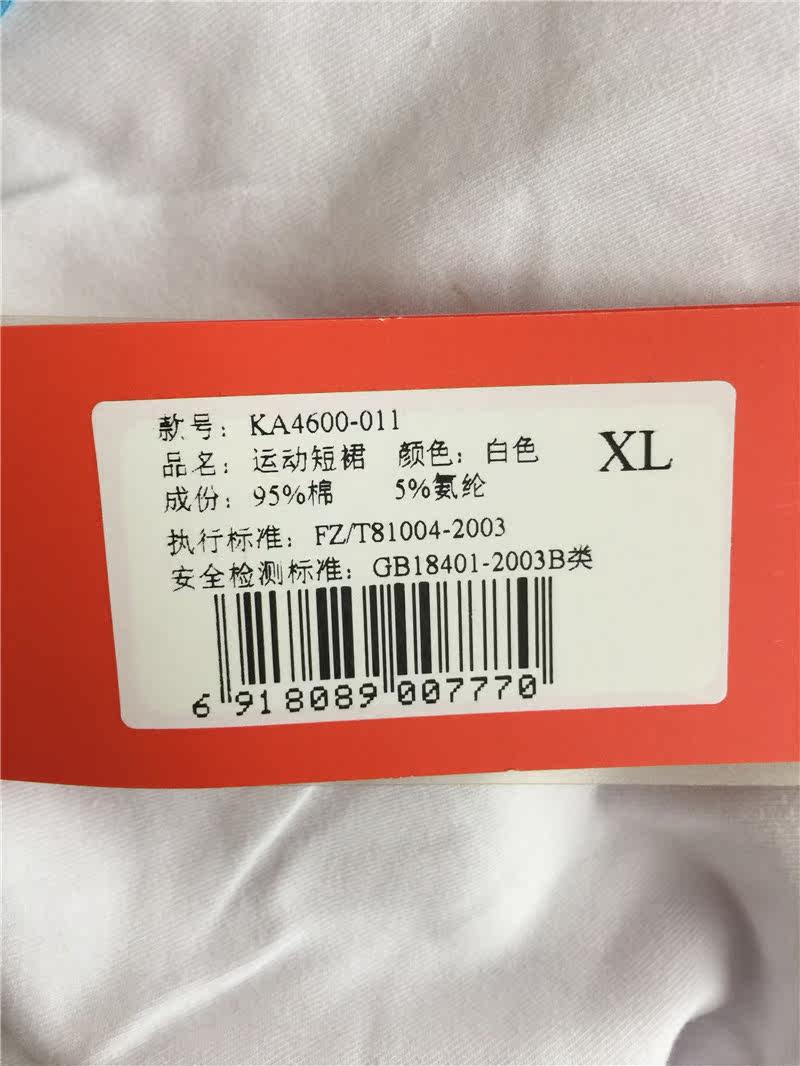 款号：KA4600-011
品名：运动短裙 颜色：白色 XL
成份：95%棉 5%氨纶
执行标准：FZ/T81004-2003
安全检测标准：GB18401-2003B类
6 918089 007770